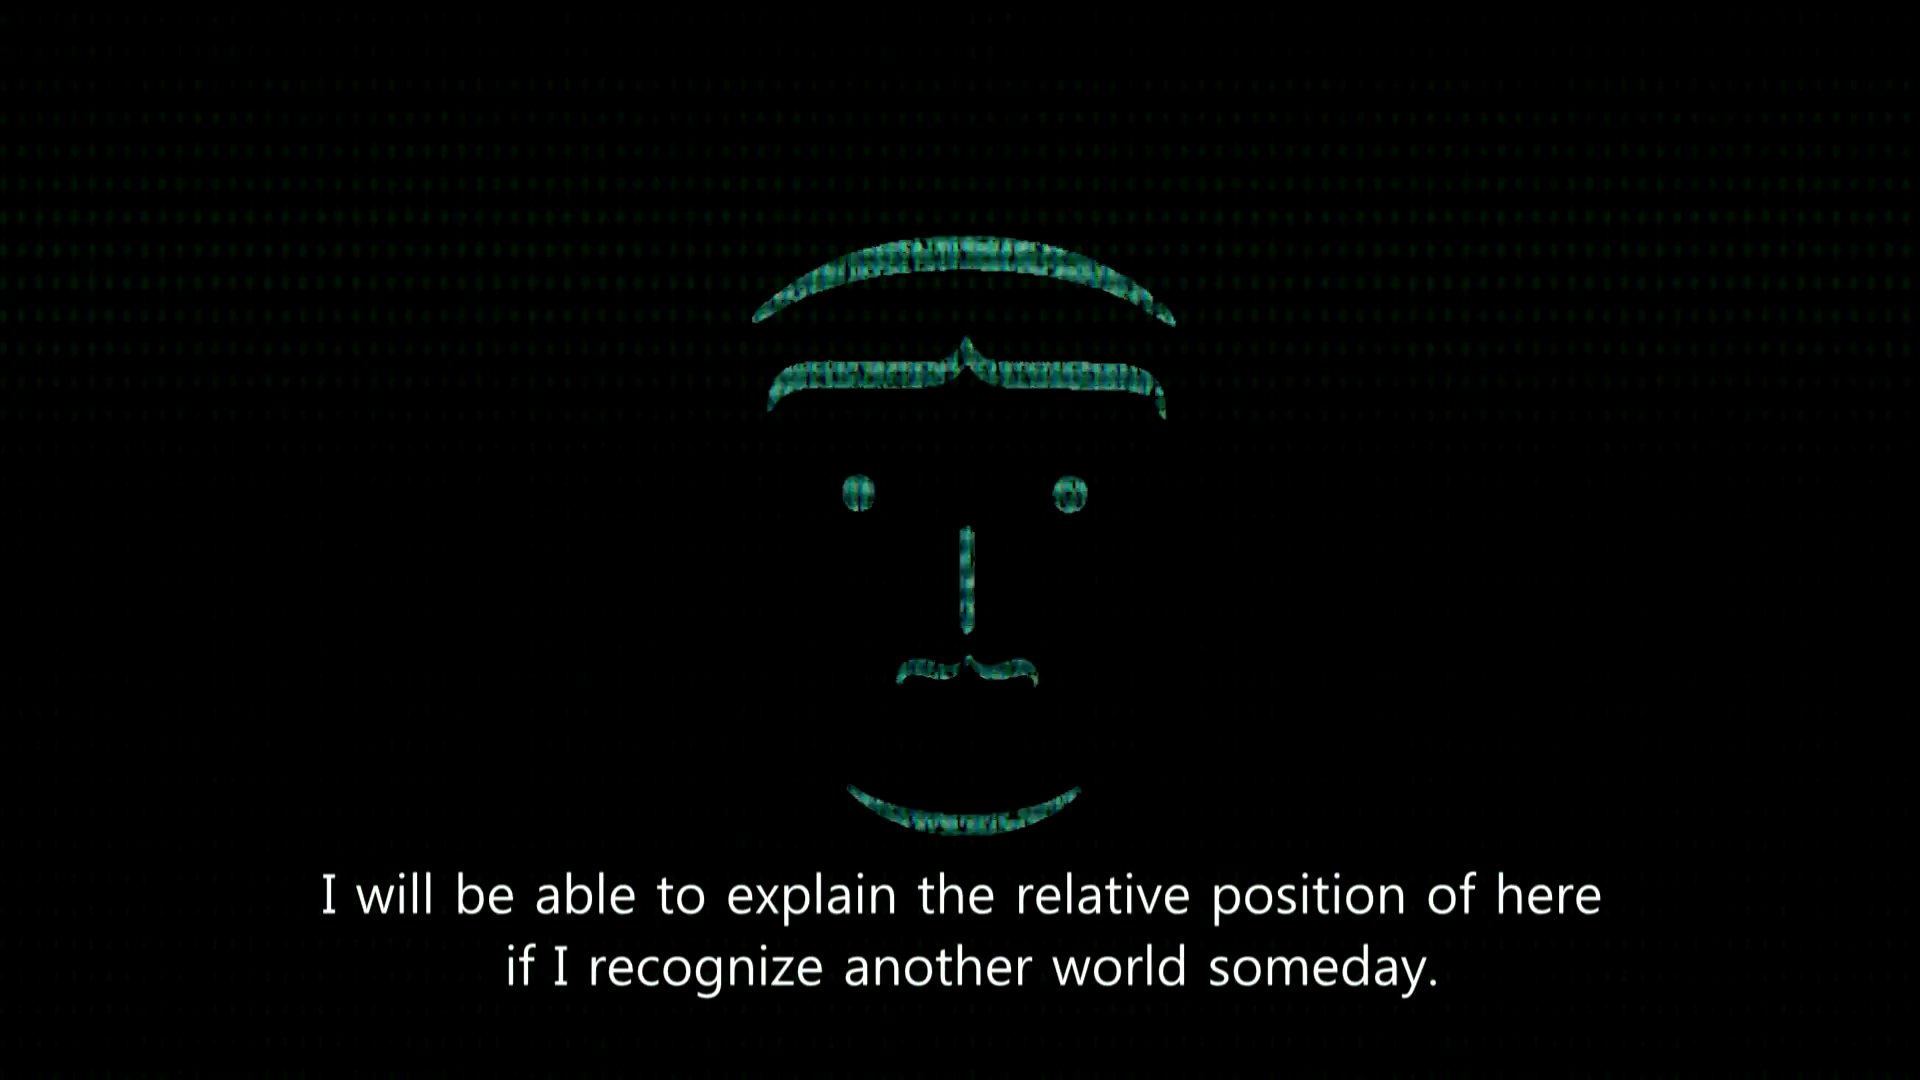 I will be able to explain the relative position of here
if I recognize another world someday.